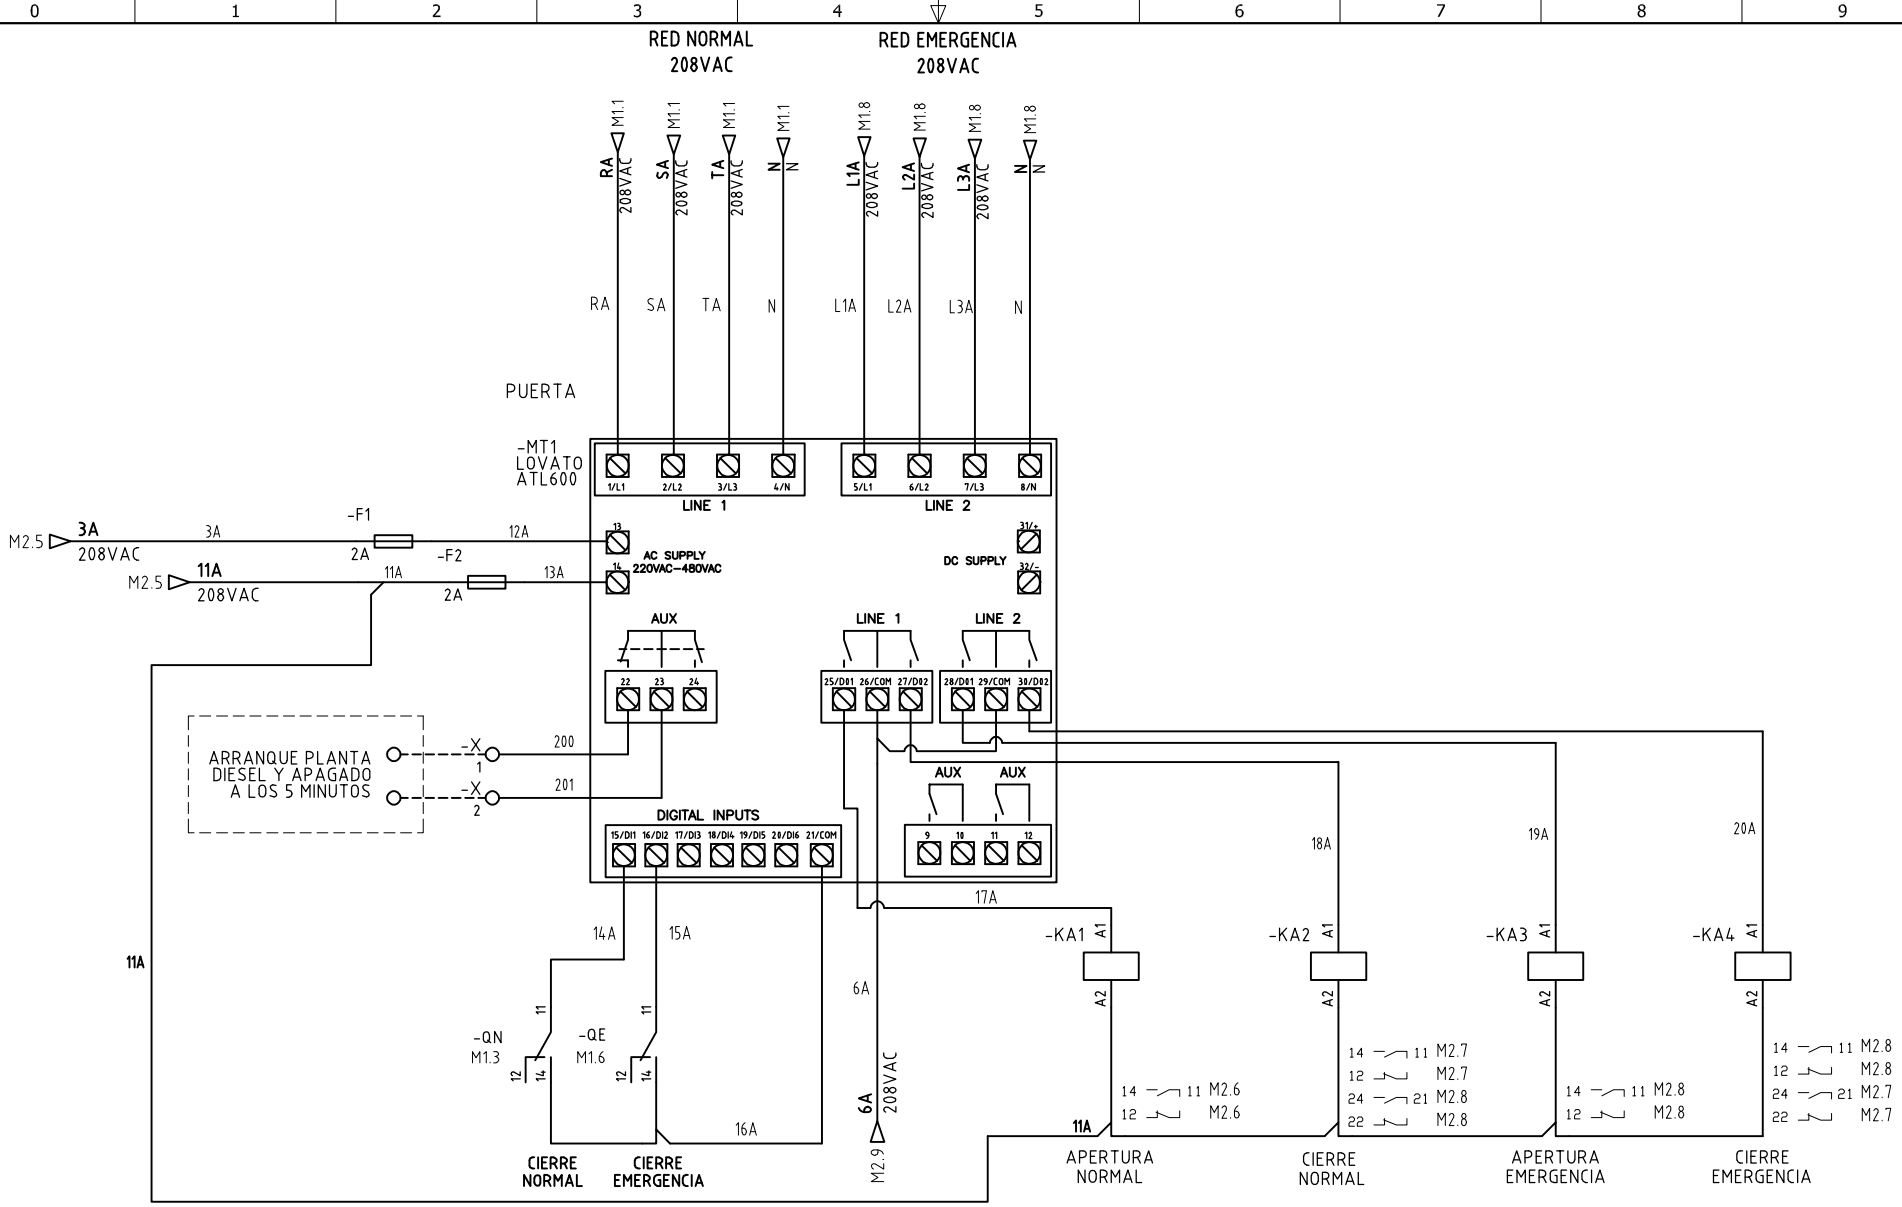 0 1 2 3 4 5 6 7 8 9
RED NORMAL
208VAC
RED EMERGENCIA
208VAC
M1.1 M1.1 M1.1 M1.1 M1.8 M1.8 M1.8 M1.8
RA SA TA N L1A L2A L3A N
208VAC 208VAC 208VAC N 208VAC 208VAC 208VAC N
RA SA TA N L1A L2A L3A N
PUERTA
-MT1
LOVATO
ATL600
1/L1 2/L2 3/L3 4/N 5/L1 6/L2 7/L3 8/N
LINE 1 LINE 2
M2.5 3A
208VAC
3A
-F1
2A
12A
13
M2.5 11A
208VAC
11A
-F2
2A
13A
14
AC SUPPLY
220VAC-480VAC
DC SUPPLY
31/+
32/-
AUX LINE 1 LINE 2
22 23 24 25/D01 26/COM 27/D02 28/D01 29/COM 30/D02
ARRANQUE PLANTA
DIESEL Y APAGADO
A LOS 5 MINUTOS
-X
1
-X
2
200
201
AUX AUX
9 10 11 12
DIGITAL INPUTS
15/DI1 16/DI2 17/DI3 18/DI4 19/DI5 20/DI6 21/COM
18A 19A 20A
17A
14A 15A
11A
6A
-KA1 A1 A2
-KA2 A1 A2
-KA3 A1 A2
-KA4 A1 A2
-QN
M1.3
11 12 14
-QE
M1.6
11 12 14
16A
6A
208VAC
M2.9
14 11 M2.6
12 M2.6
14 11 M2.7
12 M2.7
24 21 M2.8
22 M2.8
14 11 M2.8
12 M2.8
14 11 M2.8
12 M2.8
24 21 M2.7
22 M2.7
11A
CIERRE
NORMAL
CIERRE
EMERGENCIA
APERTURA
NORMAL
CIERRE
NORMAL
APERTURA
EMERGENCIA
CIERRE
EMERGENCIA